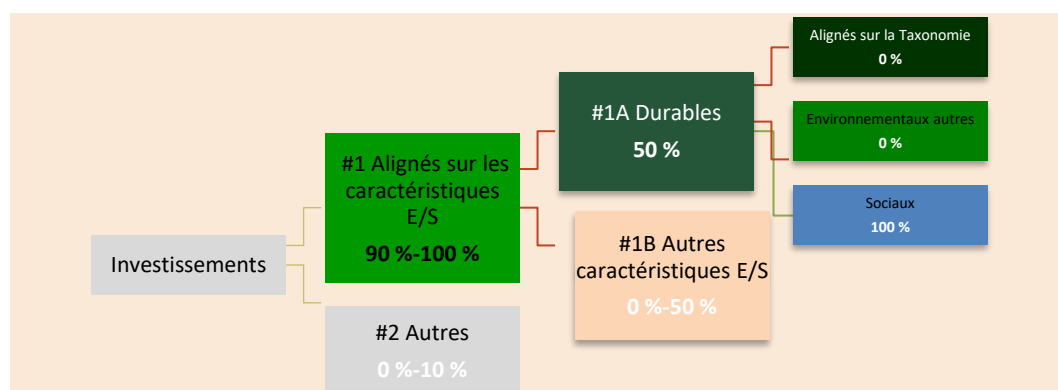 Investissements
#1 Alignés sur les
caractéristiques
E/S
90 %-100 %
#2 Autres
0 %-10 %
#1A Durables
50 %
#1B Autres
caractéristiques E/S
0 %-50 %
Alignés sur la Taxonomie
0 %
Environnementaux autres
0 %
Sociaux
100 %